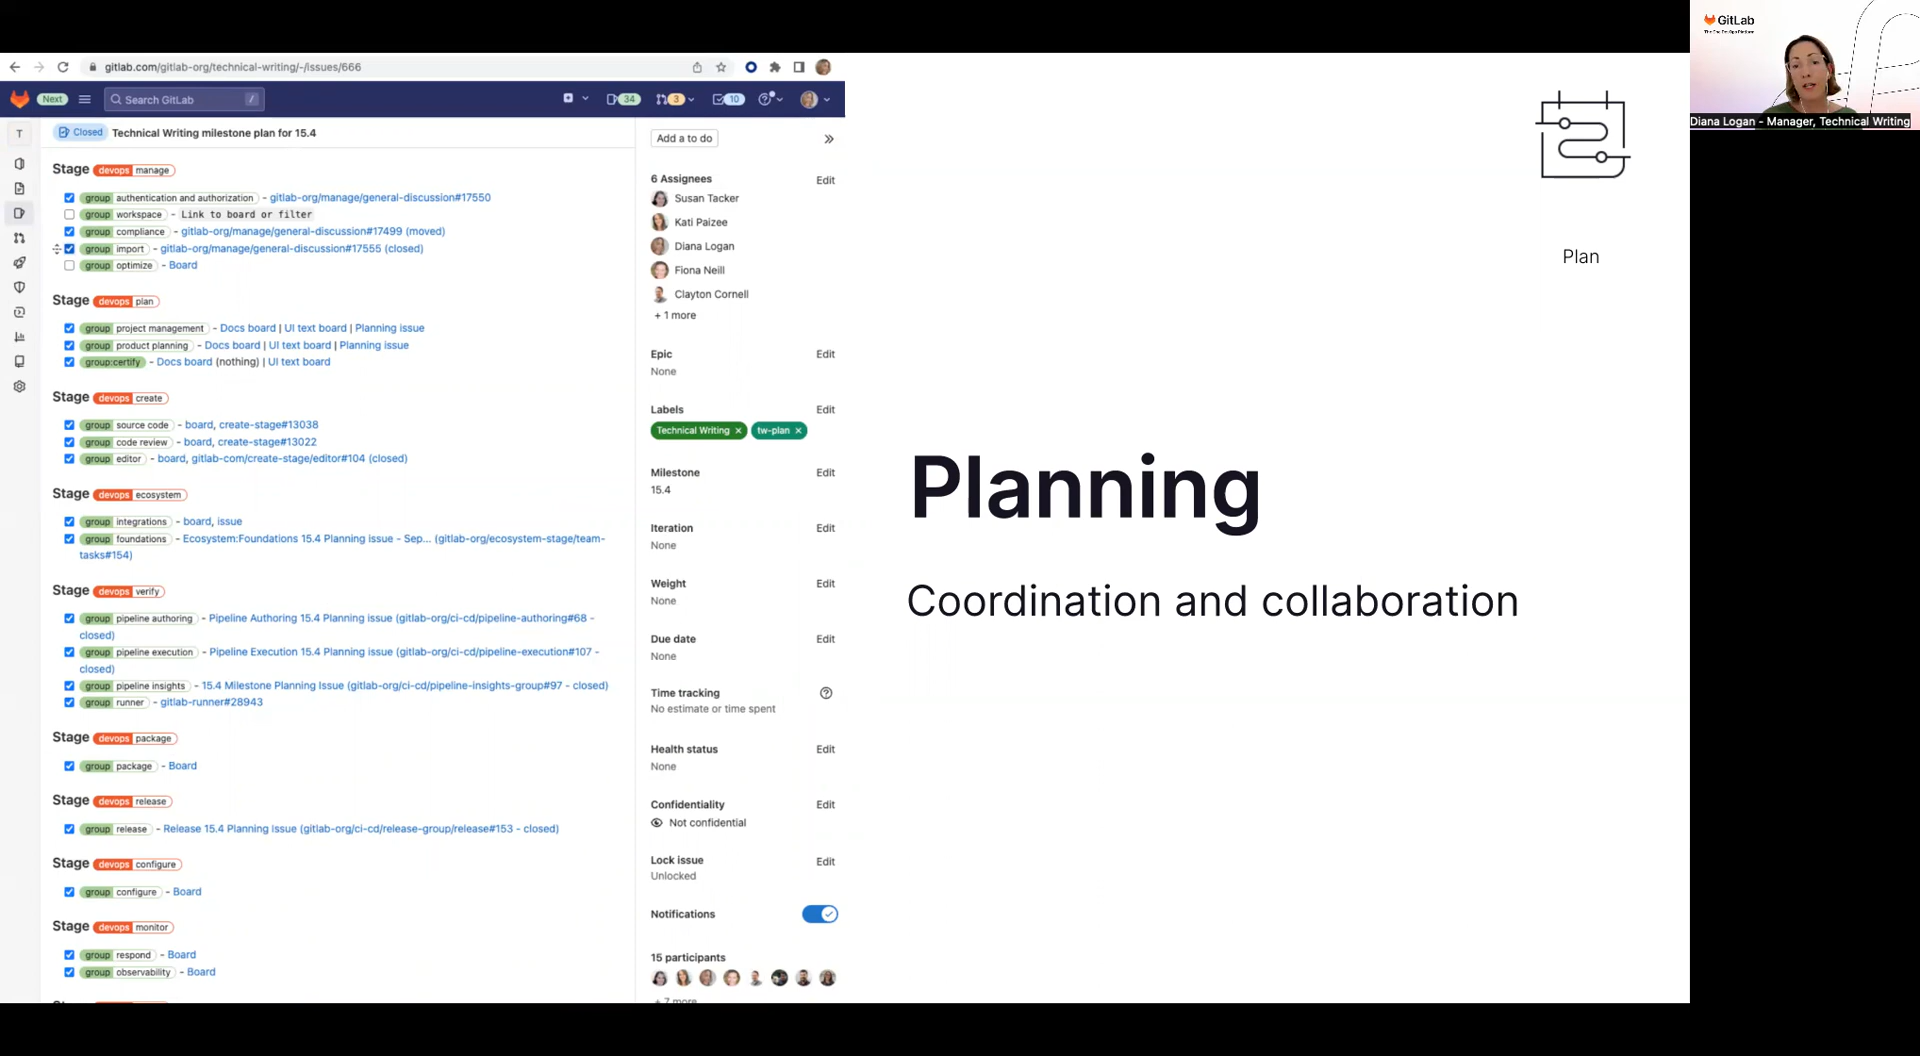 gitlab.com/gitlab-org/technical-writing/-/issues/666
Next
Search GitLab
/
34
3
10
T
Closed
Technical Writing milestone plan for 15.4
Stage devops manage
group authentication and authorization - gitlab-org/manage/general-discussion#17550
group workspace - Link to board or filter
group compliance - gitlab-org/manage/general-discussion#17499 (moved)
group import - gitlab-org/manage/general-discussion#17555 (closed)
group optimize - Board
Stage devops plan
group project management - Docs board | UI text board | Planning issue
group product planning - Docs board | UI text board | Planning issue
group:certify - Docs board (nothing) | UI text board
Stage devops create
group source code - board, create-stage#13038
group code review - board, create-stage#13022
group editor - board, gitlab-com/create-stage/editor#104 (closed)
Stage devops ecosystem
group integrations - board, issue
group foundations - Ecosystem:Foundations 15.4 Planning issue - Sep... (gitlab-org/ecosystem-stage/team-
tasks#154)
Stage devops verify
group pipeline authoring - Pipeline Authoring 15.4 Planning issue (gitlab-org/ci-cd/pipeline-authoring#68 -
closed)
group pipeline execution - Pipeline Execution 15.4 Planning issue (gitlab-org/ci-cd/pipeline-execution#107 -
closed)
group pipeline insights - 15.4 Milestone Planning Issue (gitlab-org/ci-cd/pipeline-insights-group#97 - closed)
group runner - gitlab-runner#28943
Stage devops package
group package - Board
Stage devops release
group release - Release 15.4 Planning Issue (gitlab-org/ci-cd/release-group/release#153 - closed)
Stage devops configure
group configure - Board
Stage devops monitor
group respond - Board
group observability - Board
Add a to do
6 Assignees Edit
Susan Tacker
Kati Paizee
Diana Logan
Fiona Neill
Clayton Cornell
+ 1 more
Epic Edit
None
Labels Edit
Technical Writing × tw-plan ×
Milestone Edit
15.4
Iteration Edit
None
Weight Edit
None
Due date Edit
None
Time tracking
No estimate or time spent
Health status Edit
None
Confidentiality Edit
Not confidential
Lock issue Edit
Unlocked
Notifications
15 participants
+ 7 more
Plan
Planning
Coordination and collaboration
GitLab
The One DevOps Platform
Diana Logan - Manager, Technical Writing